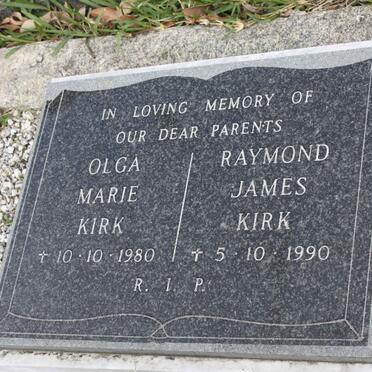 IN LOVING MEMORY OF
OUR DEAR PARENTS
OLGA
MARIE
KIRK
✝ 10·10·1980
RAYMOND
JAMES
KIRK
✝ 5·10·1990
R. I. P.